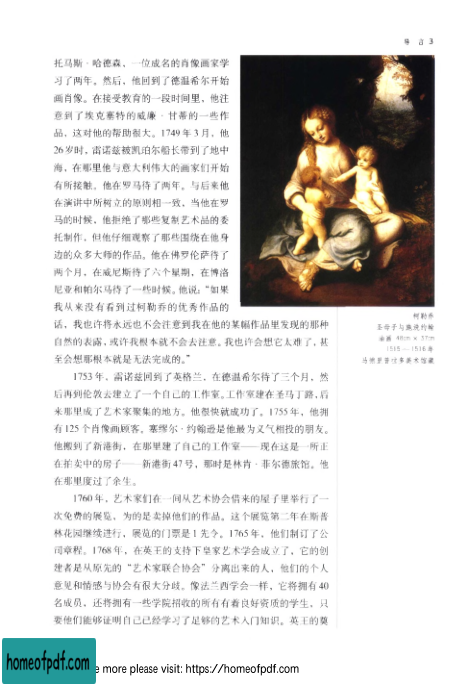 导 言 3
托马斯·哈德森，一位成名的肖像画家学
习了两年。然后，他回到了德温希尔开始
画肖像。在接受教育的一段时间里，他注
意到了埃克塞特的威廉·甘蒂的一些作
品，这对他的帮助很大。1749年3月，他
26岁时，雷诺兹被凯泊尔船长带到了地中
海，在那里他与意大利伟大的画家们开始
有所接触。他在罗马待了两年。与后来他
在演讲中所树立的原则相一致，当他在罗
马的时候，他拒绝了那些复制艺术品的委
托制作，但他仔细观察了那些围绕在他身
边的众多大师的作品。他在佛罗伦萨待了
两个月，在威尼斯待了六个星期，在博洛
尼亚和帕尔马待了一些时候。他说：“如果
我从来没有看到过柯勒乔的优秀作品的
话，我也许将永远也不会注意到我在他的某幅作品里发现的那种
自然的表露，或许我根本就不会去注意。我也许会想它太难了，甚
至会想那根本就是无法完成的。”
柯勒乔
圣母子与施洗约翰
油画 48cm × 37cm
1515—1516年
马德里普拉多美术馆藏
1753年，雷诺兹回到了英格兰，在德温希尔待了三个月，然
后再到伦敦去建立了一个自己的工作室。工作室建在圣马丁路，后
来那里成了艺术家聚集的地方。他很快就成功了。1755年，他拥
有125个肖像画顾客。塞缪尔·约翰逊是他最为义气相投的朋友。
他搬到了新港街，在那里建了自己的工作室——现在这是一所正
在拍卖中的房子——新港街47号，那时是林肯·菲尔德旅馆。他
在那里度过了余生。
1760年，艺术家们在一间从艺术协会借来的屋子里举行了一
次免费的展览，为的是卖掉他们的作品。这个展览第二年在斯普
林花园继续进行，展览的门票是1先令。1765年，他们制订了公
司章程。1768年，在英王的支持下皇家艺术学会成立了，它的创
建者是从原先的“艺术家联合协会”分离出来的人，他们的个人
意见和情感与协会有很大分歧。像法兰西学会一样，它将拥有40
名成员，还将拥有一些学院招收的所有有着良好资质的学生，只
要他们能够证明自己已经学习了足够的艺术入门知识。英王的奠
homeofpdf.com
e more please visit: https://homeofpdf.com